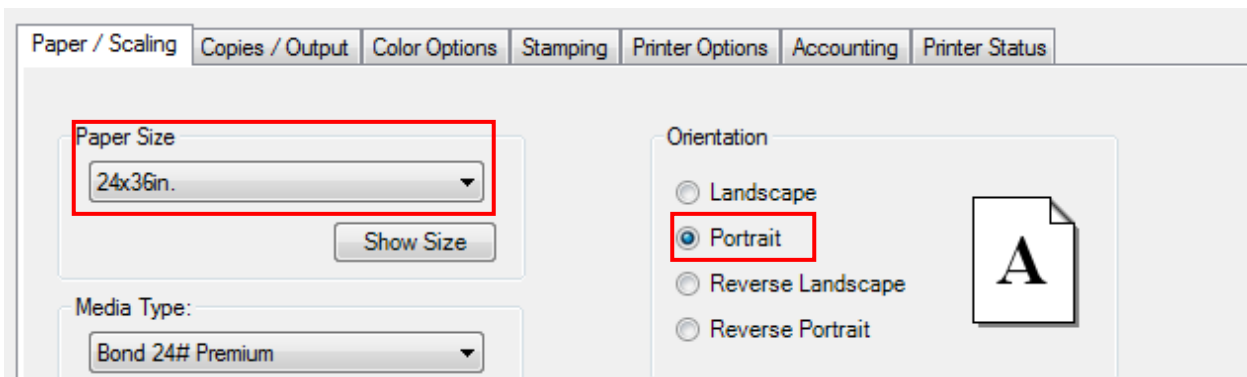 Paper / Scaling Copies / Output Color Options Stamping Printer Options Accounting Printer Status
Paper Size
24x36in.
Show Size
Media Type:
Bond 24# Premium
Orientation
Landscape
Portrait
Reverse Landscape
Reverse Portrait
A